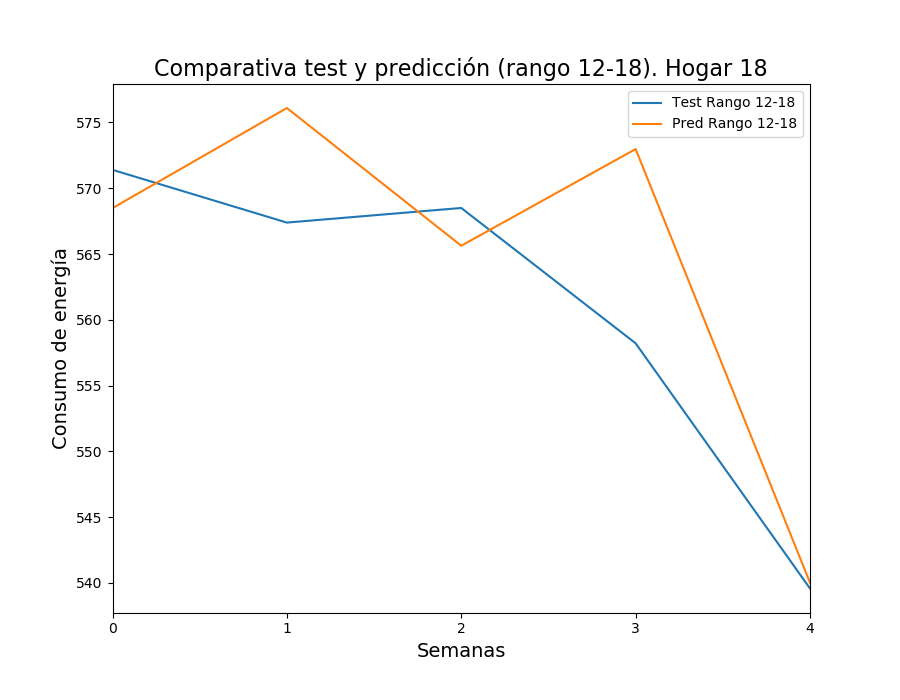 Comparativa test y predicción (rango 12-18). Hogar 18
Test Rango 12-18
Pred Rango 12-18
575
570
565
560
555
550
545
540
Consumo de energía
0 1 2 3 4
Semanas